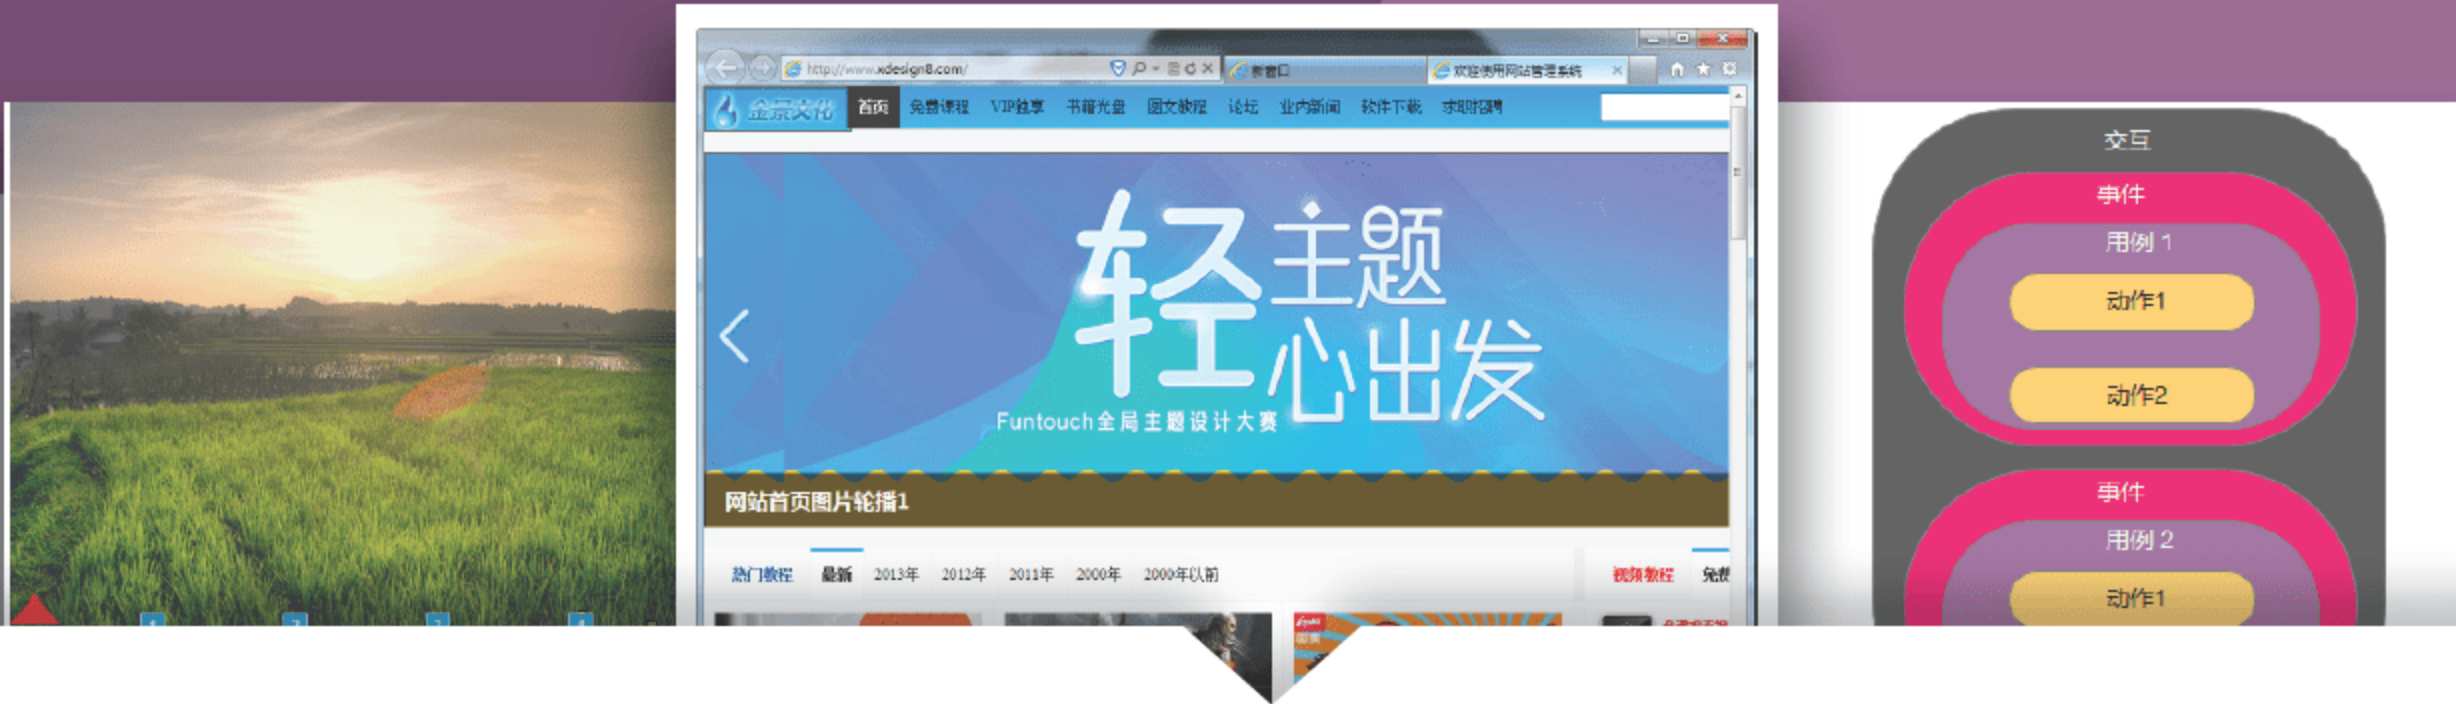 http://www.xdesign8.com/
新窗口
欢迎使用网站管理系统
金景文化
首页 免费课程 VIP独享 书籍光盘 图文教程 论坛 业内新闻 软件下载 求职招聘
轻主题
心出发
Funtouch全局主题设计大赛
网站首页图片轮播1
热门教程 最新 2013年 2012年 2011年 2000年 2000年以前
视频教程 免费
1 2 3 4
交互
事件
用例 1
动作1
动作2
事件
用例 2
动作1